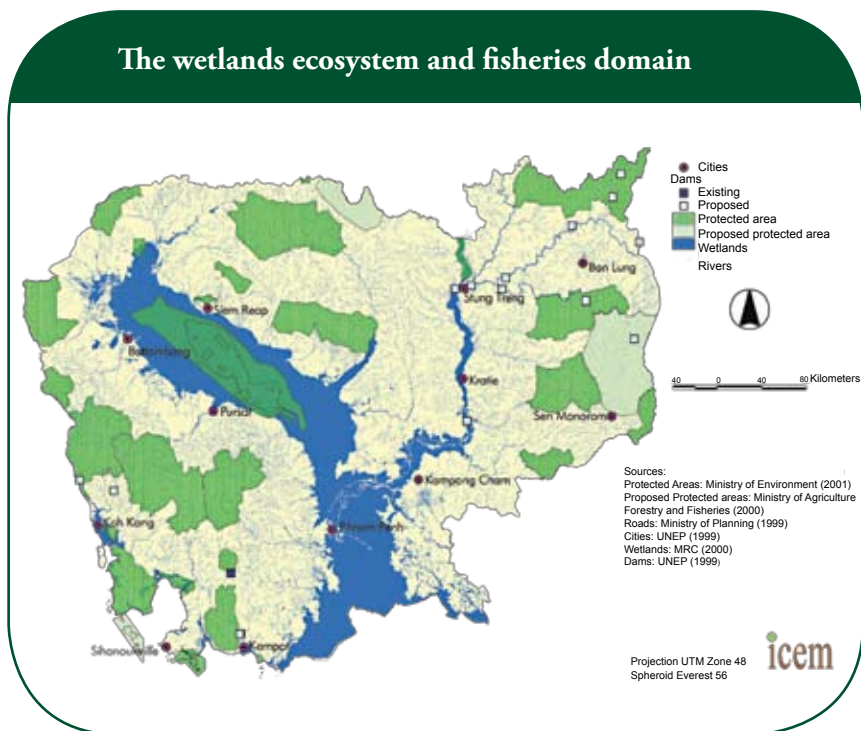 The wetlands ecosystem and fisheries domain
Cities
Dams
Existing
Proposed
Protected area
Proposed protected area
Wetlands
Rivers
Ban Lung
Stung Treng
Siem Reap
Kratie
Pursat
Sen Monorom
Kampong Cham
Koh Kong
Phnom Penh
Sihanoukville
Kampot
40 0 40 80 Kilometers
Sources:
Protected Areas: Ministry of Environment (2001)
Proposed Protected areas: Ministry of Agriculture
Forestry and Fisheries (2000)
Roads: Ministry of Planning (1999)
Cities: UNEP (1999)
Wetlands: MRC (2000)
Dams: UNEP (1999)
Projection UTM Zone 48
Spheroid Everest 56
icem